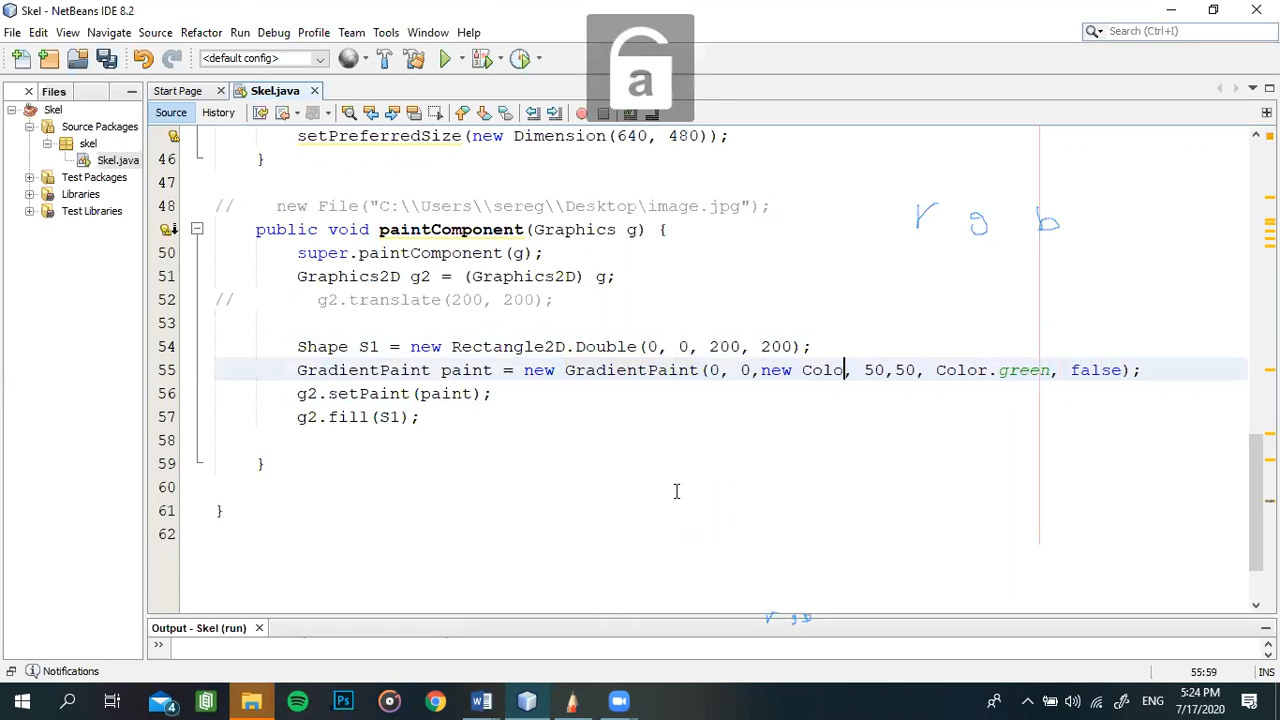 Skel - NetBeans IDE 8.2
File Edit View Navigate Source Refactor Run Debug Profile Team Tools Window Help
Search (Ctrl+I)
a
<default config>
Files
Start Page
Skel.java
Skel
Source Packages
skel
Skel.java
Test Packages
Libraries
Test Libraries
Source History
setPreferredSize(new Dimension(640, 480));
46 }
47
48 // new File("C:\\Users\\sereg\\Desktop\image.jpg");
r g b
public void paintComponent(Graphics g) {
50 super.paintComponent(g);
51 Graphics2D g2 = (Graphics2D) g;
52 // g2.translate(200, 200);
53
54 Shape S1 = new Rectangle2D.Double(0, 0, 200, 200);
55 GradientPaint paint = new GradientPaint(0, 0,new Colo, 50,50, Color.green, false);
56 g2.setPaint(paint);
57 g2.fill(S1);
58
59 }
60
61 }
62
r g b
Output - Skel (run)
>>
Notifications
55:59
INS
4
ENG
5:24 PM
7/17/2020